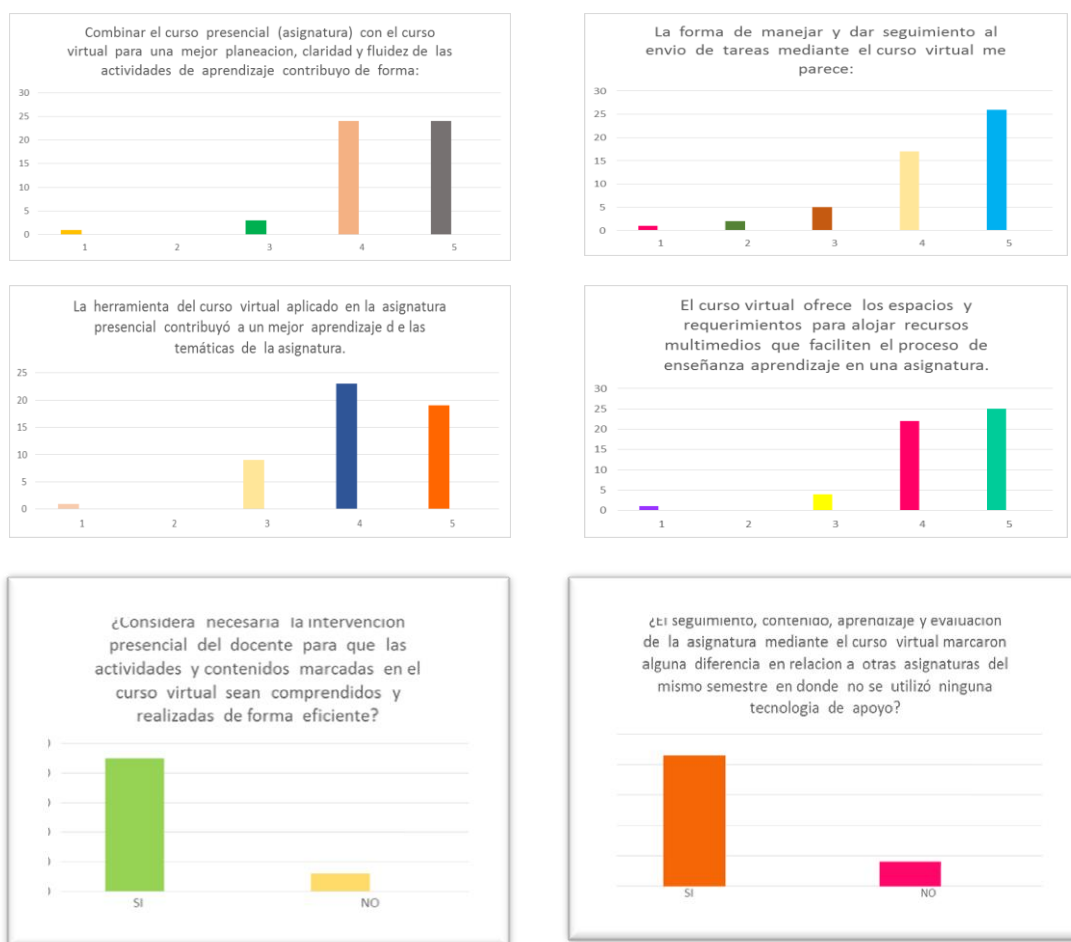 Combinar el curso presencial (asignatura) con el curso
virtual para una mejor planeacion, claridad y fluidez de las
actividades de aprendizaje contribuyo de forma:
30
25
20
15
10
5
0
1 2 3 4 5
La forma de manejar y dar seguimiento al
envio de tareas mediante el curso virtual me
parece:
30
25
20
15
10
5
0
1 2 3 4 5
La herramienta del curso virtual aplicado en la asignatura
presencial contribuyó a un mejor aprendizaje d e las
temáticas de la asignatura.
25
20
15
10
5
0
1 2 3 4 5
El curso virtual ofrece los espacios y
requerimientos para alojar recursos
multimedios que faciliten el proceso de
enseñanza aprendizaje en una asignatura.
30
25
20
15
10
5
0
1 2 3 4 5
¿Considera necesaria la intervención
presencial del docente para que las
actividades y contenidos marcadas en el
curso virtual sean comprendidos y
realizadas de forma eficiente?
SI NO
¿El seguimiento, contenido, aprendizaje y evaluación
de la asignatura mediante el curso virtual marcaron
alguna diferencia en relacion a otras asignaturas del
mismo semestre en donde no se utilizó ninguna
tecnologia de apoyo?
SI NO